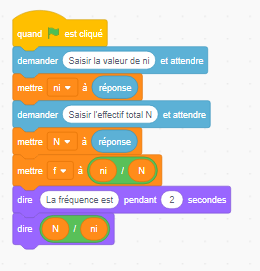 quand est cliqué
demander Saisir la valeur de ni et attendre
mettre ni à réponse
demander Saisir l'effectif total N et attendre
mettre N à réponse
mettre f à ni / N
dire La fréquence est pendant 2 secondes
dire N / ni